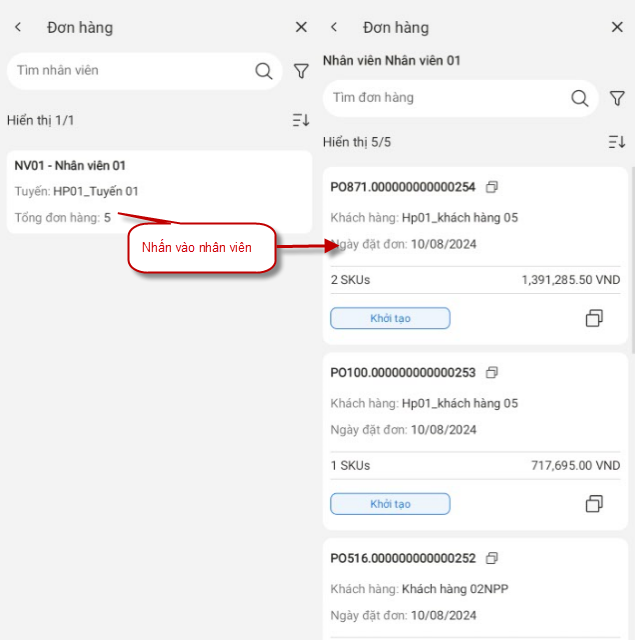 Đơn hàng
Tìm nhân viên
Hiển thị 1/1
NV01 - Nhân viên 01
Tuyến: HP01_Tuyến 01
Tổng đơn hàng: 5
Nhấn vào nhân viên
Đơn hàng
Nhân viên Nhân viên 01
Tìm đơn hàng
Hiển thị 5/5
PO871.000000000000254
Khách hàng: Hp01_khách hàng 05
Ngày đặt đơn: 10/08/2024
2 SKUs 1,391,285.50 VND
Khởi tạo
PO100.000000000000253
Khách hàng: Hp01_khách hàng 05
Ngày đặt đơn: 10/08/2024
1 SKUs 717,695.00 VND
Khởi tạo
PO516.000000000000252
Khách hàng: Khách hàng 02NPP
Ngày đặt đơn: 10/08/2024